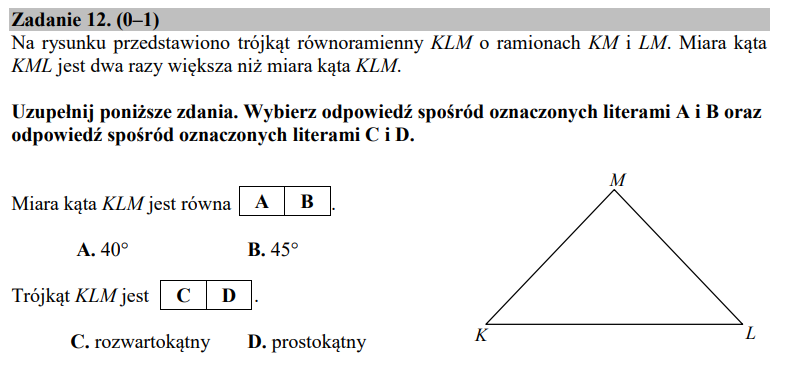 Zadanie 12. (0–1)
Na rysunku przedstawiono trójkąt równoramienny KLM o ramionach KM i LM. Miara kąta
KML jest dwa razy większa niż miara kąta KLM.
Uzupełnij poniższe zdania. Wybierz odpowiedź spośród oznaczonych literami A i B oraz
odpowiedź spośród oznaczonych literami C i D.
M
Miara kąta KLM jest równa A B .
A. 40° B. 45°
Trójkąt KLM jest C D .
K L
C. rozwartokątny D. prostokątny